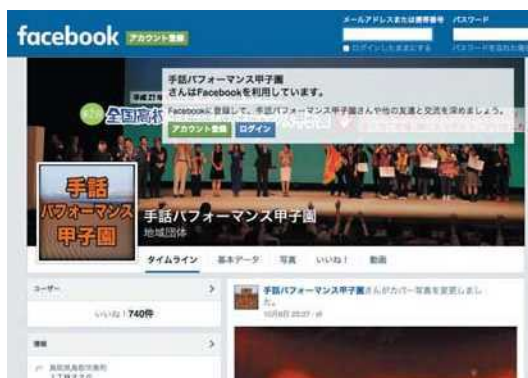 facebook
アカウント登録
メールアドレスまたは携帯番号
パスワード
ログインしたままにする
手話パフォーマンス甲子園
さんはFacebookを利用しています。
Facebookに登録して、手話パフォーマンス甲子園さんや他の友達と交流を深めましょう。
アカウント登録
ログイン
全国高校
手話
パフォーマンス
甲子園
手話パフォーマンス甲子園
地域団体
タイムライン
基本データ
写真
いいね!
動画
ユーザー
いいね!740件
情報
手話パフォーマンス甲子園さんがカバー写真を変更しまし
た。